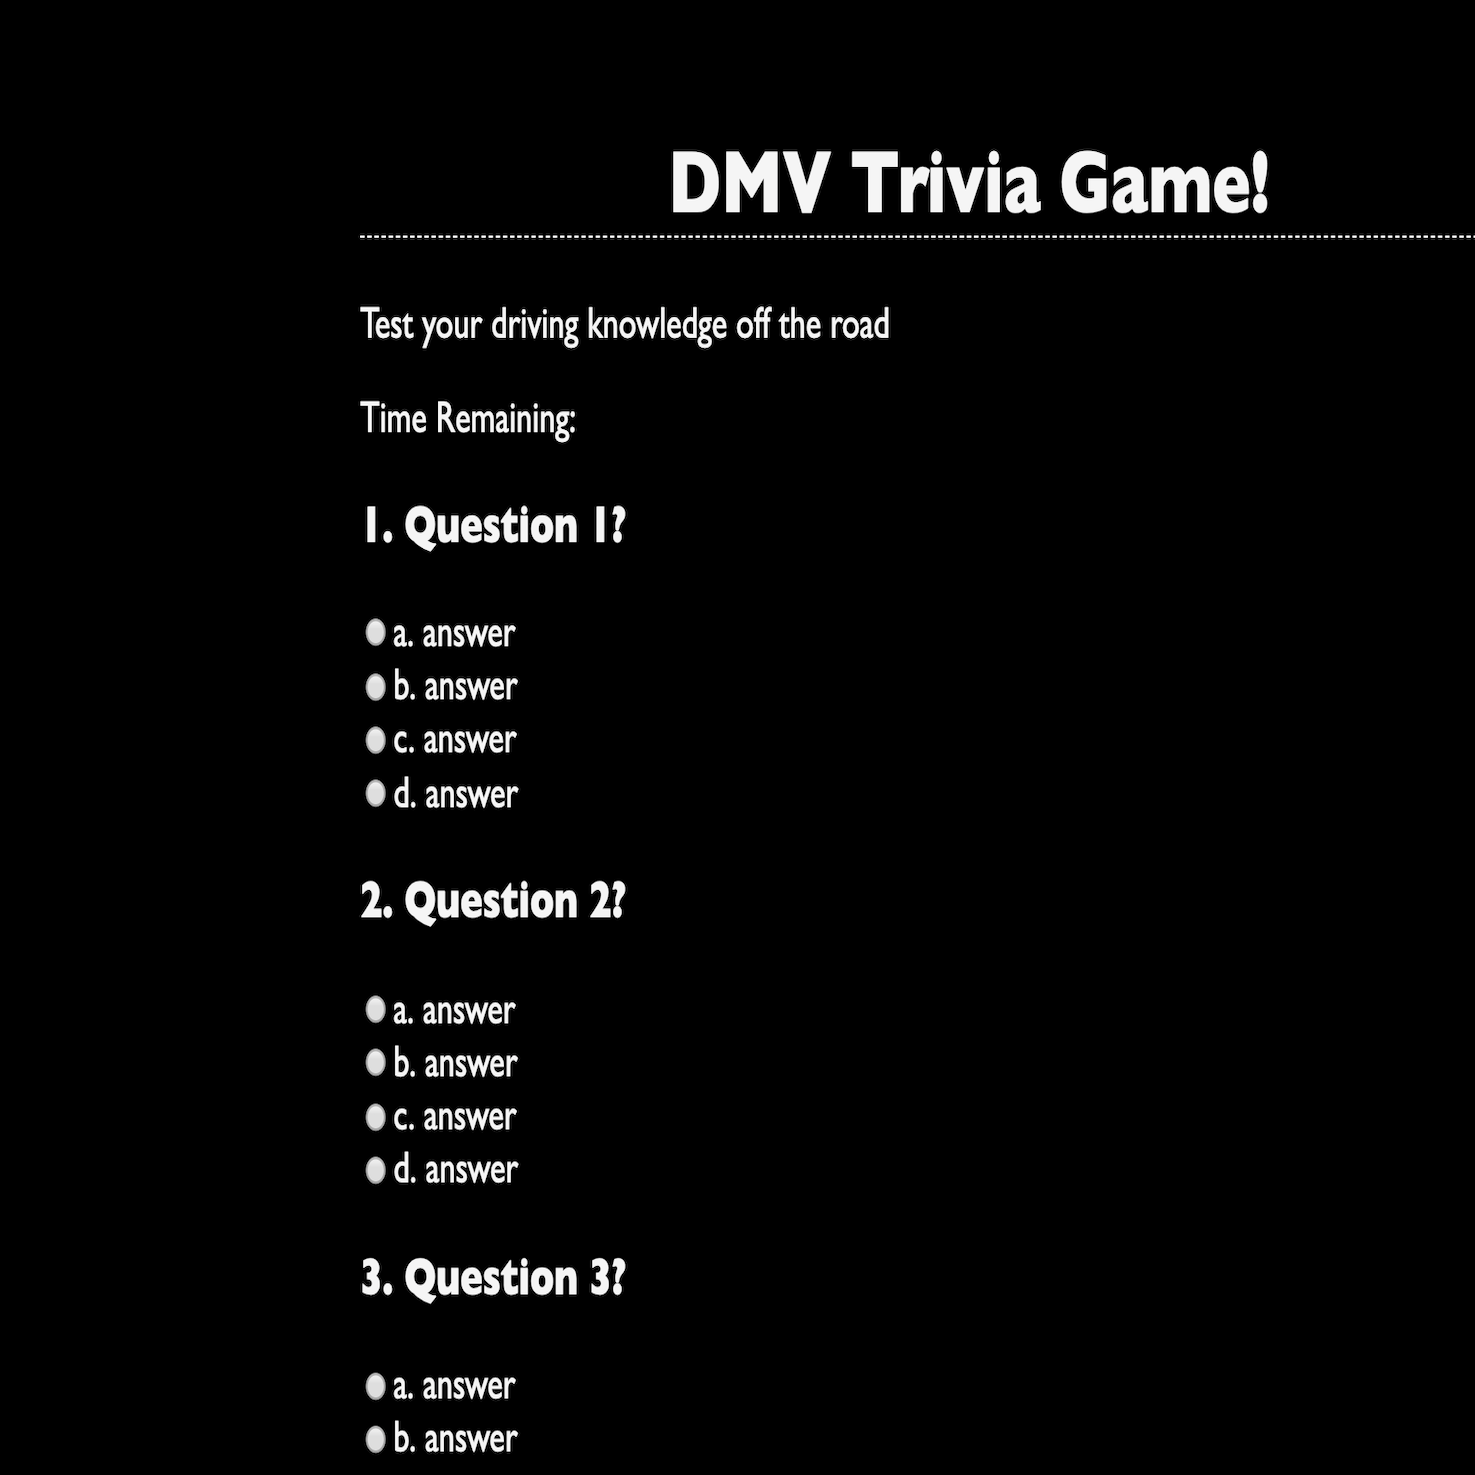 DMV Trivia Game!
Test your driving knowledge off the road
Time Remaining:
1. Question 1?
a. answer
b. answer
c. answer
d. answer
2. Question 2?
a. answer
b. answer
c. answer
d. answer
3. Question 3?
a. answer
b. answer